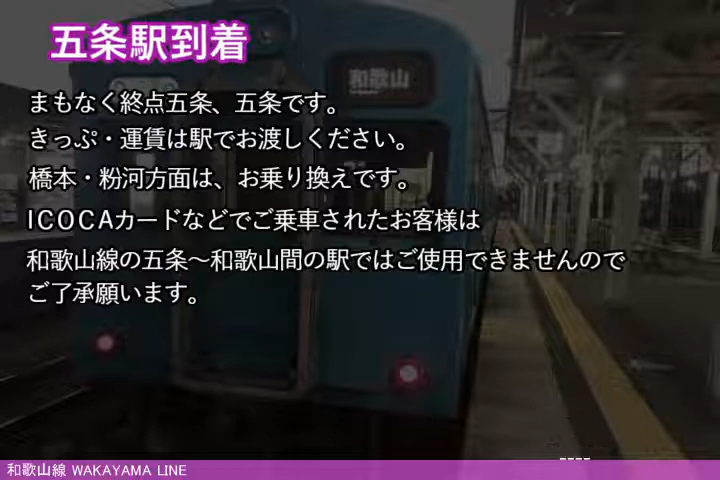 五条駅到着
和歌山
まもなく終点五条、五条です。
きっぷ・運賃は駅でお渡しください。
橋本・粉河方面は、お乗り換えです。
ICOCAカードなどでご乗車されたお客様は
和歌山線の五条～和歌山間の駅ではご使用できませんので
ご了承願います。
和歌山線 WAKAYAMA LINE